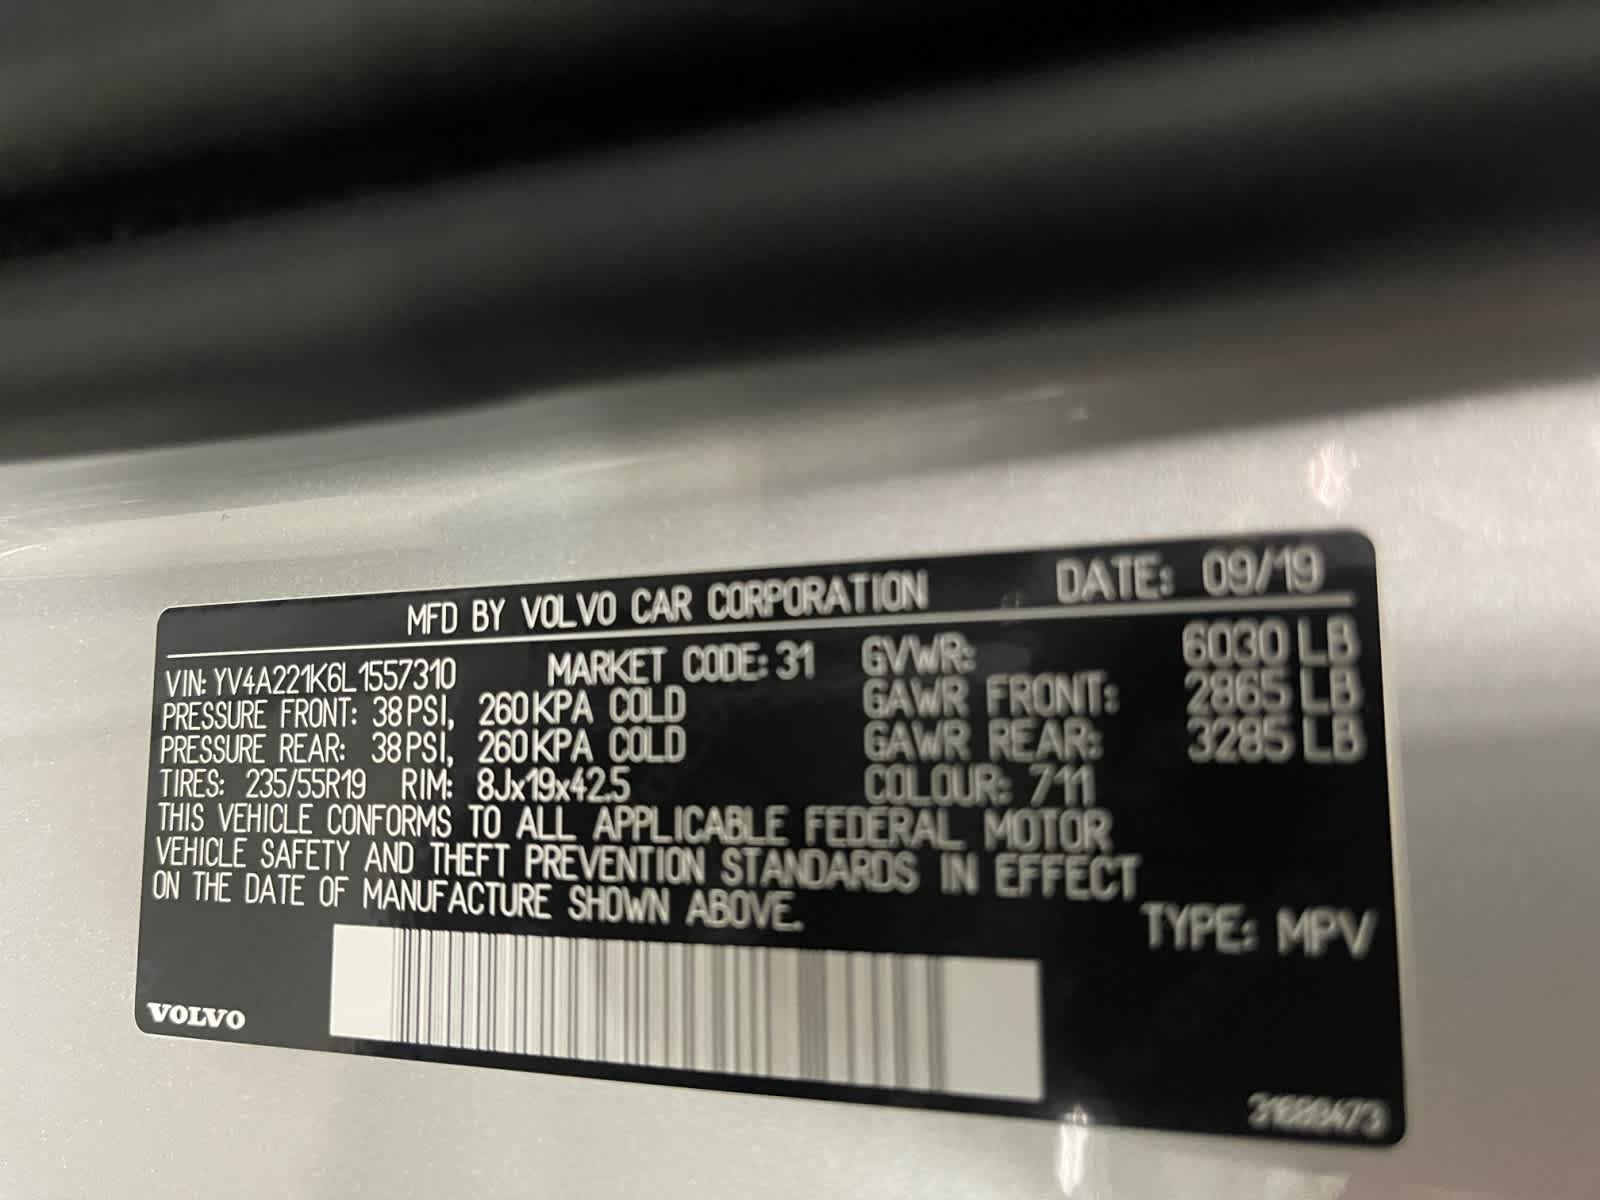 MFD BY VOLVO CAR CORPORATION DATE: 09/19
VIN: YV4A221K6L1557310 MARKET CODE: 31 GVWR: 6030 LB
PRESSURE FRONT: 38 PSI, 260 KPA COLD GAWR FRONT: 2865 LB
PRESSURE REAR: 38 PSI, 260 KPA COLD GAWR REAR: 3285 LB
TIRES: 235/55R19 RIM: 8Jx19x42.5 COLOUR: 711
THIS VEHICLE CONFORMS TO ALL APPLICABLE FEDERAL MOTOR
VEHICLE SAFETY AND THEFT PREVENTION STANDARDS IN EFFECT
ON THE DATE OF MANUFACTURE SHOWN ABOVE.
TYPE: MPV
VOLVO